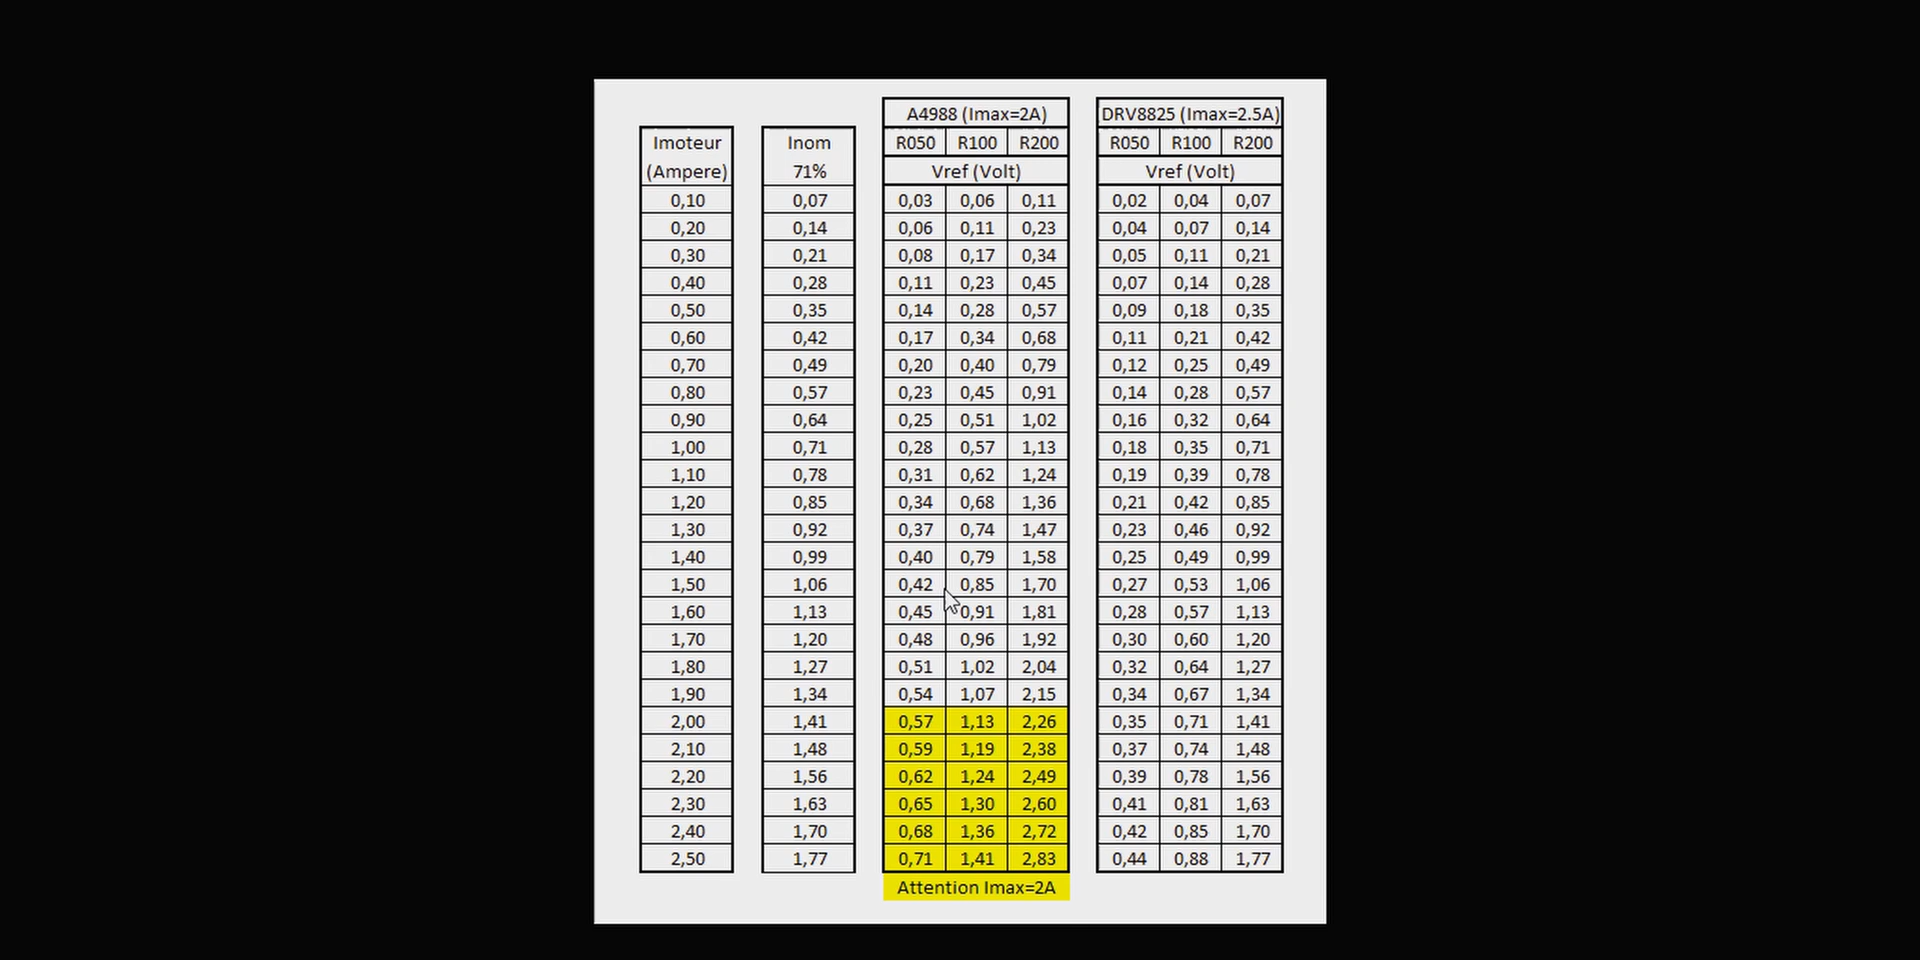 A4988 (Imax=2A) DRV8825 (Imax=2.5A)
Imoteur Inom R050 R100 R200 R050 R100 R200
(Ampere) 71% Vref (Volt) Vref (Volt)
0,10 0,07 0,03 0,06 0,11 0,02 0,04 0,07
0,20 0,14 0,06 0,11 0,23 0,04 0,07 0,14
0,30 0,21 0,08 0,17 0,34 0,05 0,11 0,21
0,40 0,28 0,11 0,23 0,45 0,07 0,14 0,28
0,50 0,35 0,14 0,28 0,57 0,09 0,18 0,35
0,60 0,42 0,17 0,34 0,68 0,11 0,21 0,42
0,70 0,49 0,20 0,40 0,79 0,12 0,25 0,49
0,80 0,57 0,23 0,45 0,91 0,14 0,28 0,57
0,90 0,64 0,25 0,51 1,02 0,16 0,32 0,64
1,00 0,71 0,28 0,57 1,13 0,18 0,35 0,71
1,10 0,78 0,31 0,62 1,24 0,19 0,39 0,78
1,20 0,85 0,34 0,68 1,36 0,21 0,42 0,85
1,30 0,92 0,37 0,74 1,47 0,23 0,46 0,92
1,40 0,99 0,40 0,79 1,58 0,25 0,49 0,99
1,50 1,06 0,42 0,85 1,70 0,27 0,53 1,06
1,60 1,13 0,45 0,91 1,81 0,28 0,57 1,13
1,70 1,20 0,48 0,96 1,92 0,30 0,60 1,20
1,80 1,27 0,51 1,02 2,04 0,32 0,64 1,27
1,90 1,34 0,54 1,07 2,15 0,34 0,67 1,34
2,00 1,41 0,57 1,13 2,26 0,35 0,71 1,41
2,10 1,48 0,59 1,19 2,38 0,37 0,74 1,48
2,20 1,56 0,62 1,24 2,49 0,39 0,78 1,56
2,30 1,63 0,65 1,30 2,60 0,41 0,81 1,63
2,40 1,70 0,68 1,36 2,72 0,42 0,85 1,70
2,50 1,77 0,71 1,41 2,83 0,44 0,88 1,77
Attention Imax=2A